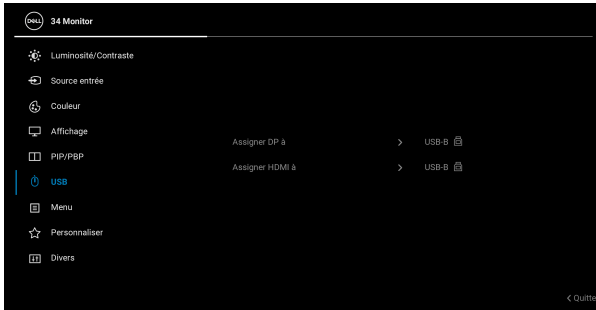 DELL 34 Monitor
Luminosité/Contraste
Source entrée
Couleur
Affichage
Assigner DP à USB-B
PIP/PBP
Assigner HDMI à USB-B
USB
Menu
Personnaliser
Divers
Quitte